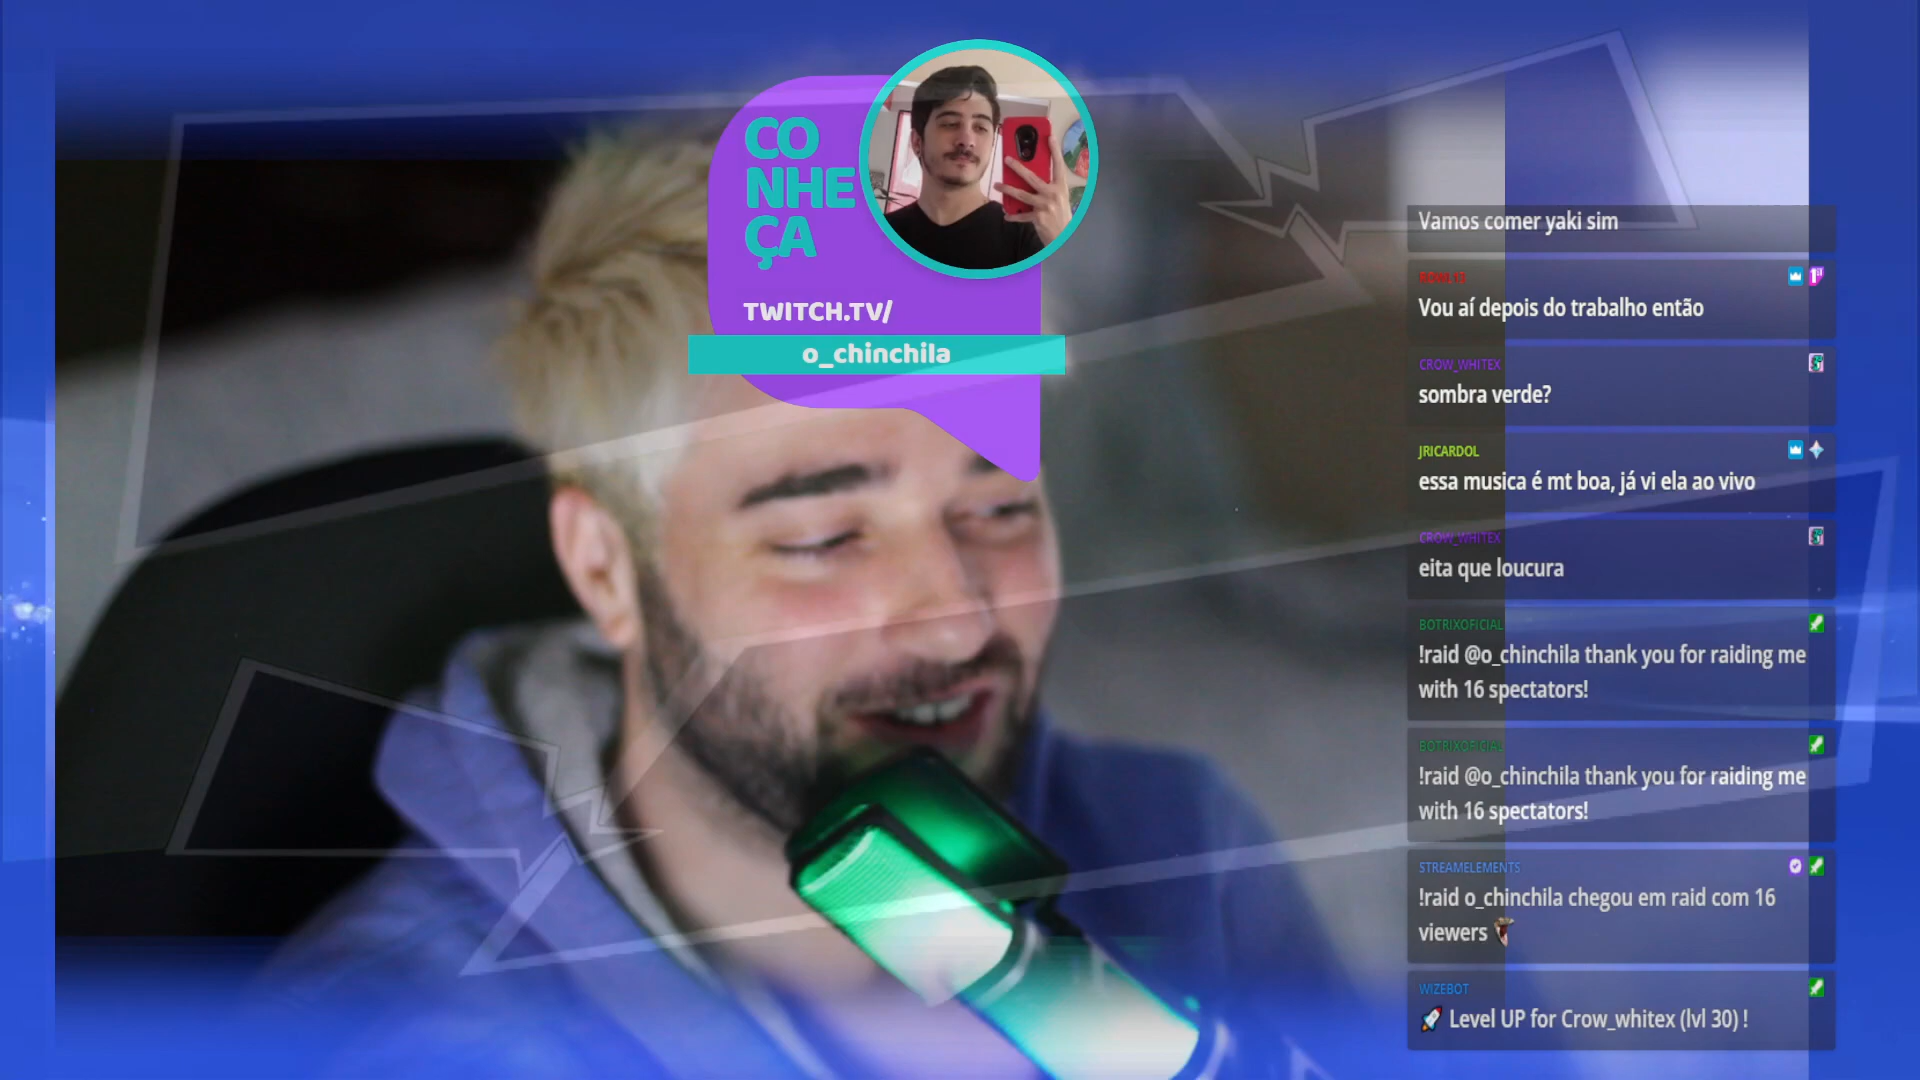 CO
NHE
ÇA
TWITCH.TV/
o_chinchila
Vamos comer yaki sim
Vou aí depois do trabalho então
CROW_WHITEX
sombra verde?
JRICARDOL
essa musica é mt boa, já vi ela ao vivo
CROW_WHITEX
eita que loucura
BOTRIXOFICIAL
!raid @o_chinchila thank you for raiding me
with 16 spectators!
BOTRIXOFICIAL
!raid @o_chinchila thank you for raiding me
with 16 spectators!
STREAMELEMENTS
!raid o_chinchila chegou em raid com 16
viewers
WIZEBOT
Level UP for Crow_whitex (lvl 30) !